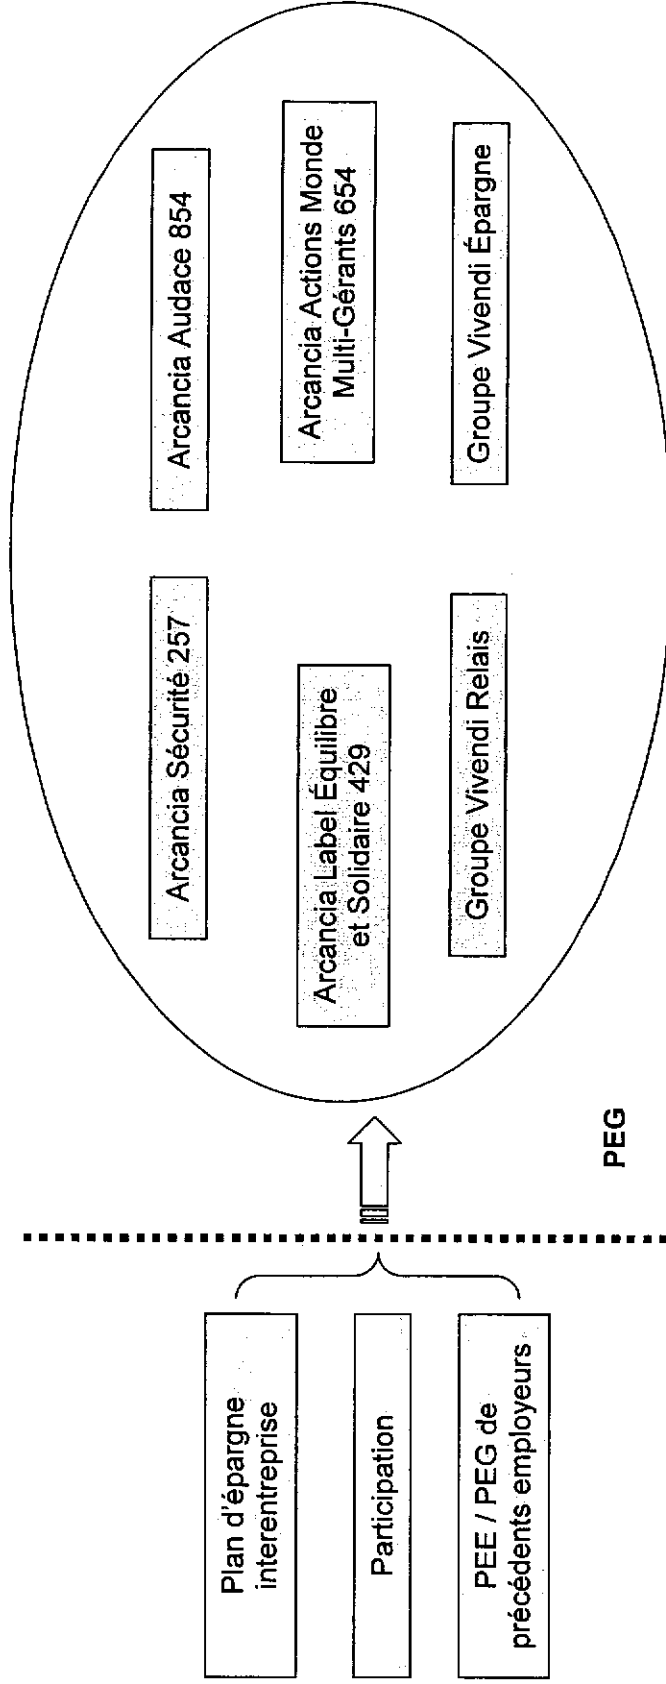 Plan d'épargne
interentreprise
Participation
PEE / PEG de
précédents employeurs
PEG
Arcancia Sécurité 257
Arcancia Audace 854
Arcancia Label Équilibre
et Solidaire 429
Arcancia Actions Monde
Multi-Gérants 654
Groupe Vivendi Relais
Groupe Vivendi Épargne